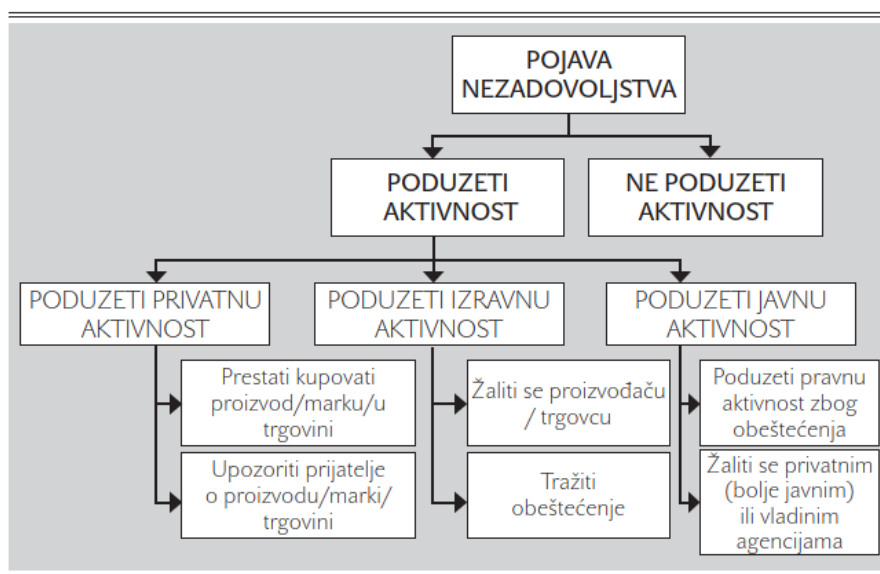 POJAVA
NEZADOVOLJSTVA
PODUZETI
AKTIVNOST
NE PODUZETI
AKTIVNOST
PODUZETI PRIVATNU
AKTIVNOST
PODUZETI IZRAVNU
AKTIVNOST
PODUZETI JAVNU
AKTIVNOST
Prestati kupovati
proizvod/marku/u
trgovini
Žaliti se proizvođaču
/ trgovcu
Poduzeti pravnu
aktivnost zbog
obeštećenja
Upozoriti prijatelje
o proizvodu/marki/
trgovini
Tražiti
obeštećenje
Žaliti se privatnim
(bolje javnim)
ili vladinim
agencijama